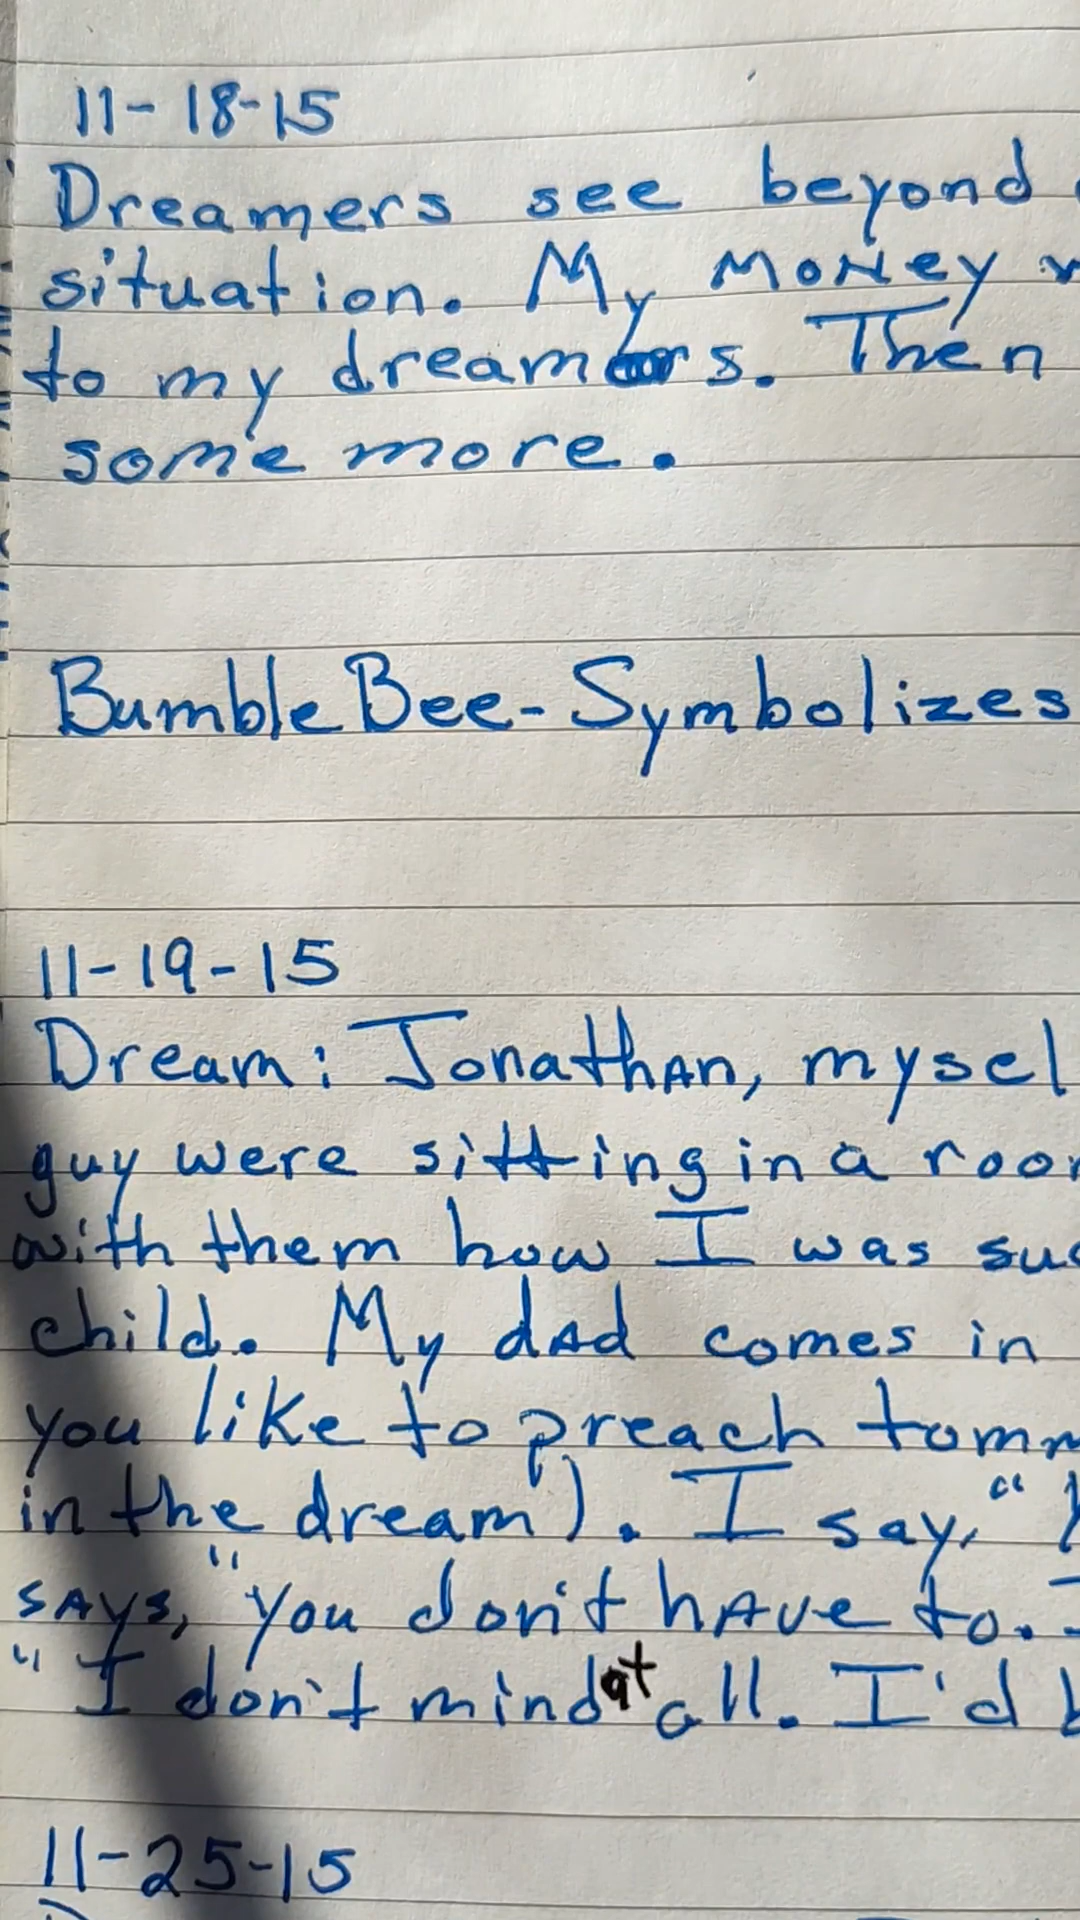 11-18-15
Dreamers see beyond
situation. My Money
to my dreamers. Then
some more.
Bumble Bee-Symbolizes
11-19-15
Dream: Jonathan, mysel
guy were sitting in a roo
with them how I was su
child. My dad comes in
you like to preach tomr
in the dream). I say, "
says, "you don't have to.
"I don't mind at all. I'd
11-25-15